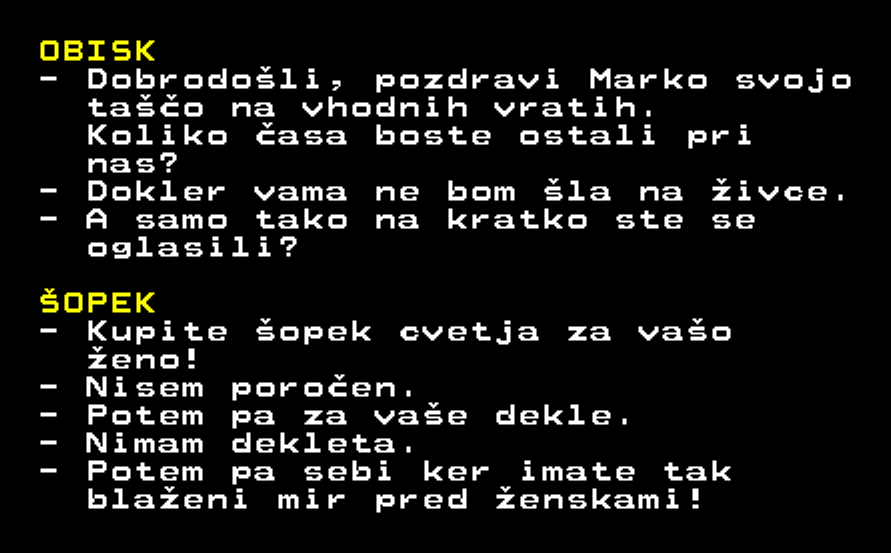 OBISK
- Dobrodošli, pozdravi Marko svojo
taščo na vhodnih vratih.
Koliko časa boste ostali pri
nas?
- Dokler vama ne bom šla na živce.
- A samo tako na kratko ste se
oglasili?
ŠOPEK
- Kupite šopek cvetja za vašo
ženo!
- Nisem poročen.
- Potem pa za vaše dekle.
- Nimam dekleta.
- Potem pa sebi ker imate tak
blaženi mir pred ženskami!